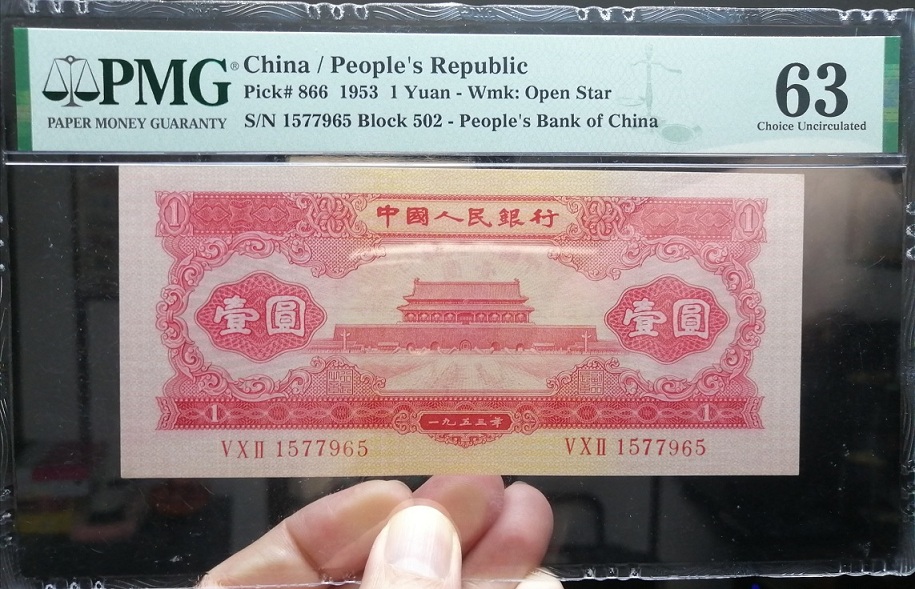 PMG® China / People's Republic
Pick# 866 1953 1 Yuan - Wmk: Open Star
PAPER MONEY GUARANTY S/N 1577965 Block 502 - People's Bank of China
63
Choice Uncirculated
1 中國人民銀行 1
壹圓 壹圓
1 一九五三年 1
VXII 1577965 VXII 1577965